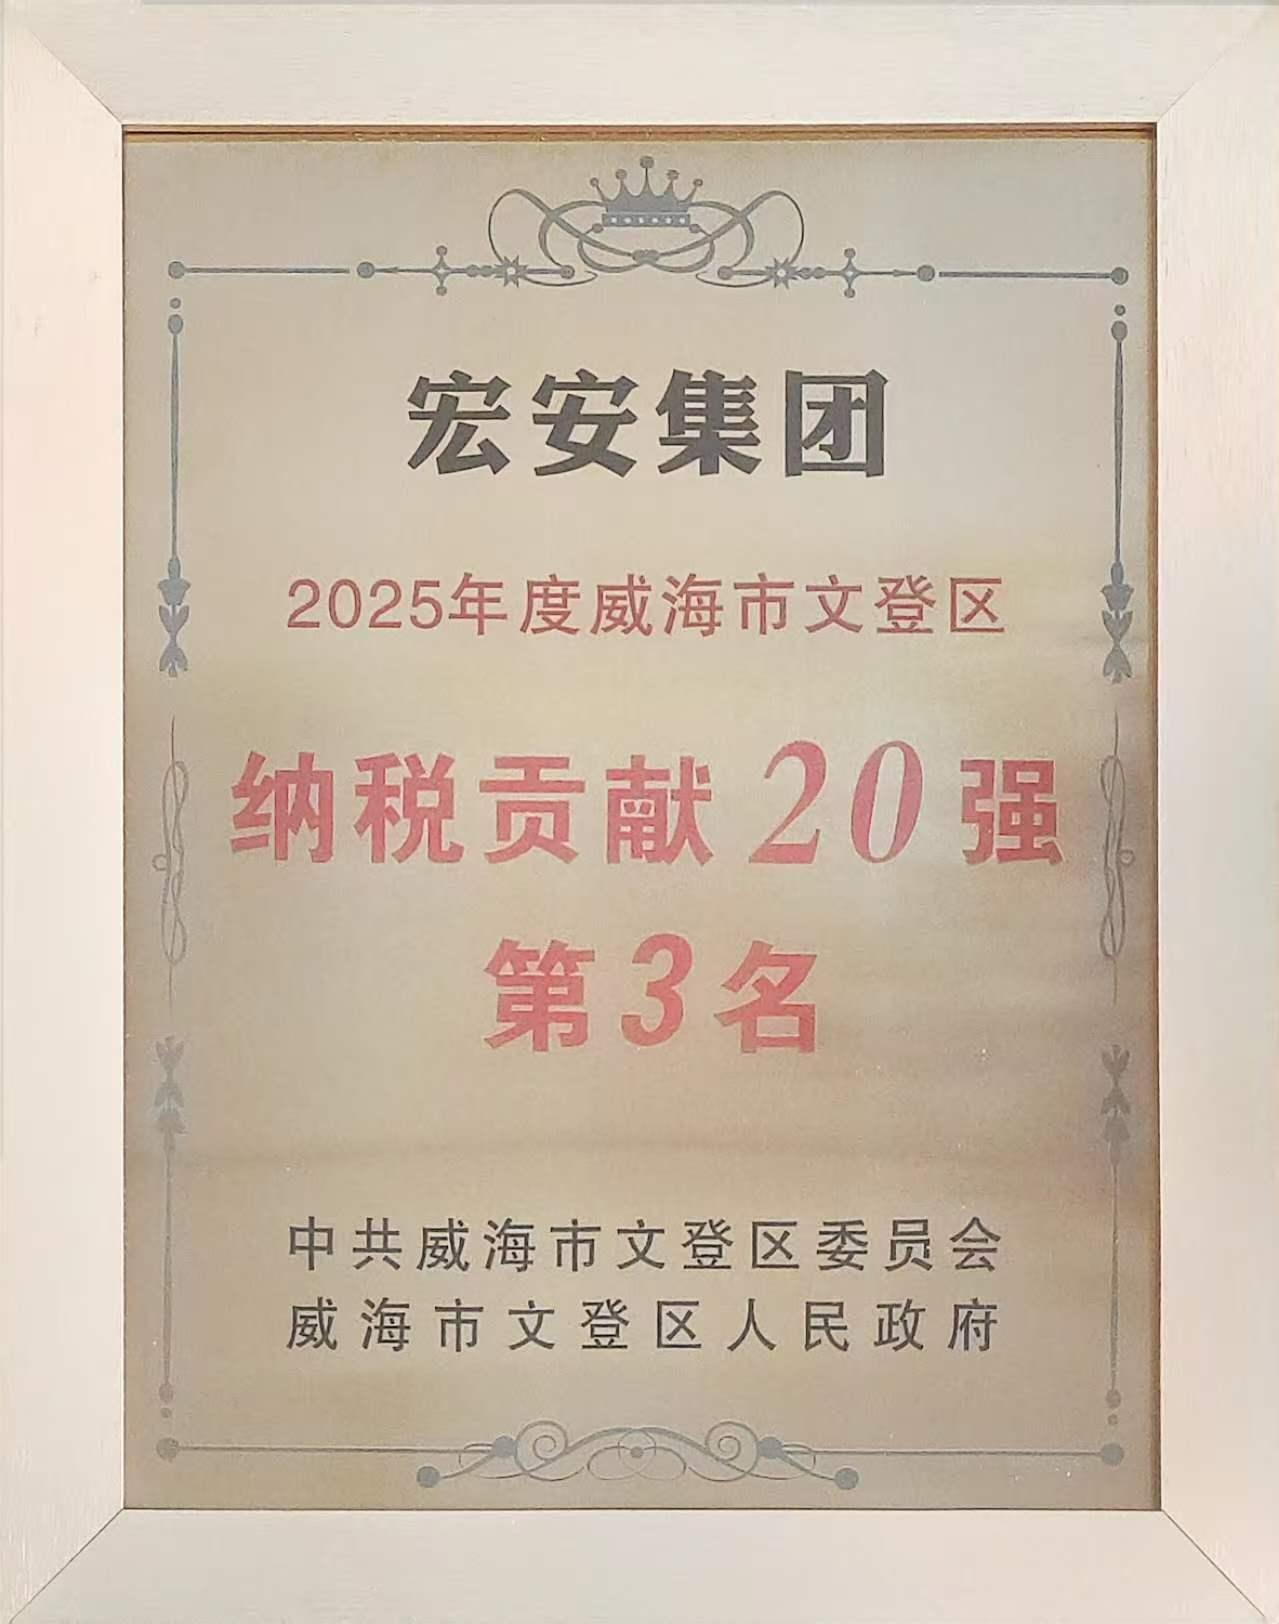 宏安集团
2025年度威海市文登区
纳税贡献20强
第3名
中共威海市文登区委员会
威海市文登区人民政府